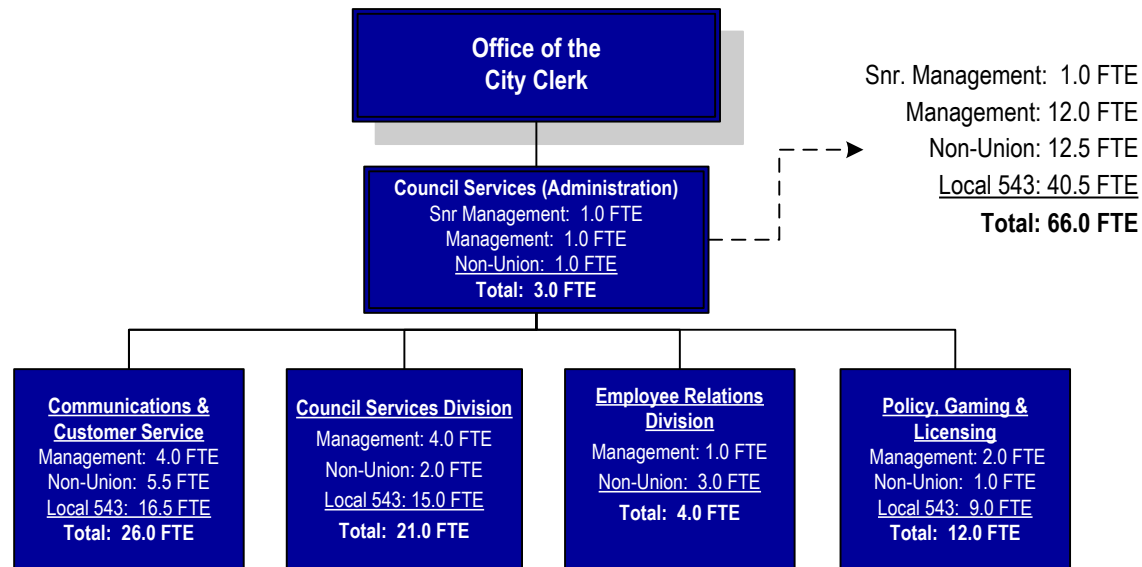 Office of the
City Clerk
Snr. Management: 1.0 FTE
Management: 12.0 FTE
Non-Union: 12.5 FTE
Local 543: 40.5 FTE
Total: 66.0 FTE
Council Services (Administration)
Snr Management: 1.0 FTE
Management: 1.0 FTE
Non-Union: 1.0 FTE
Total: 3.0 FTE
Communications &
Customer Service
Management: 4.0 FTE
Non-Union: 5.5 FTE
Local 543: 16.5 FTE
Total: 26.0 FTE
Council Services Division
Management: 4.0 FTE
Non-Union: 2.0 FTE
Local 543: 15.0 FTE
Total: 21.0 FTE
Employee Relations
Division
Management: 1.0 FTE
Non-Union: 3.0 FTE
Total: 4.0 FTE
Policy, Gaming &
Licensing
Management: 2.0 FTE
Non-Union: 1.0 FTE
Local 543: 9.0 FTE
Total: 12.0 FTE